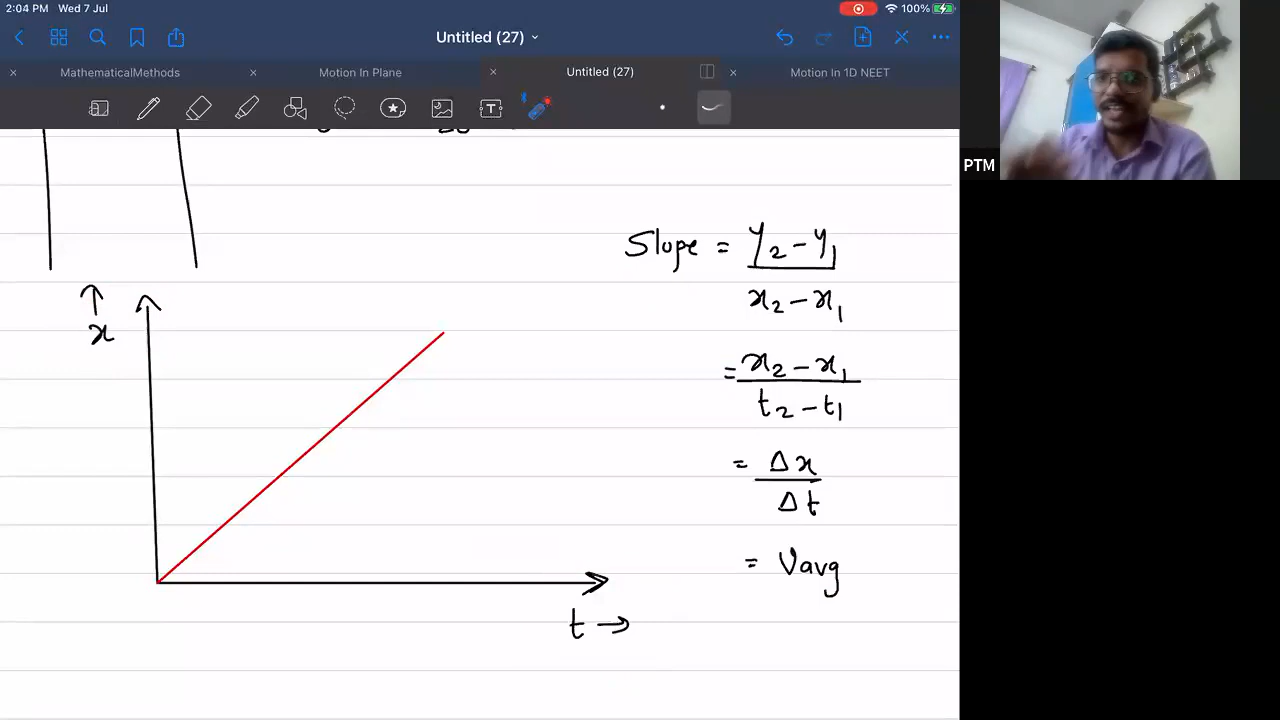 2:04 PM Wed 7 Jul
100%
Untitled (27)
MathematicalMethods
Motion In Plane
Untitled (27)
Motion In 1D NEET
T
PTM
Slope = y₂ - y₁
x₂ - x₁
= x₂ - x₁
t₂ - t₁
= Δx
Δt
= Vavg
x
t →